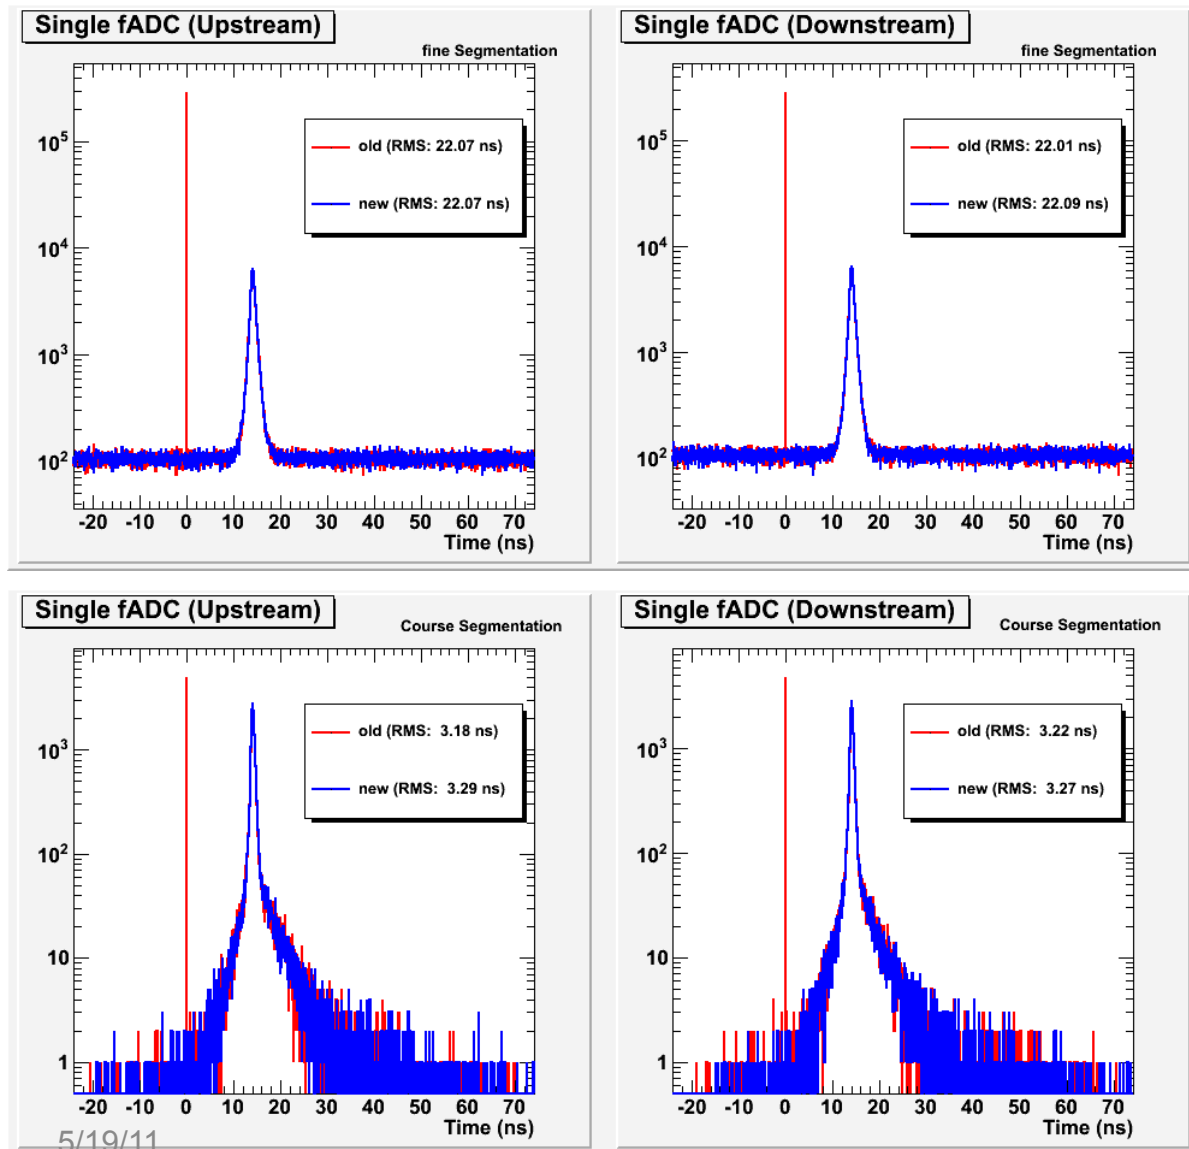 Single fADC (Upstream)
fine Segmentation
old (RMS: 22.07 ns)
new (RMS: 22.07 ns)
10^5
10^4
10^3
10^2
-20 -10 0 10 20 30 40 50 60 70
Time (ns)
Single fADC (Downstream)
fine Segmentation
old (RMS: 22.01 ns)
new (RMS: 22.09 ns)
10^5
10^4
10^3
10^2
-20 -10 0 10 20 30 40 50 60 70
Time (ns)
Single fADC (Upstream)
Course Segmentation
old (RMS: 3.18 ns)
new (RMS: 3.29 ns)
10^3
10^2
10
1
-20 -10 0 10 20 30 40 50 60 70
Time (ns)
Single fADC (Downstream)
Course Segmentation
old (RMS: 3.22 ns)
new (RMS: 3.27 ns)
10^3
10^2
10
1
-20 -10 0 10 20 30 40 50 60 70
Time (ns)
5/19/11